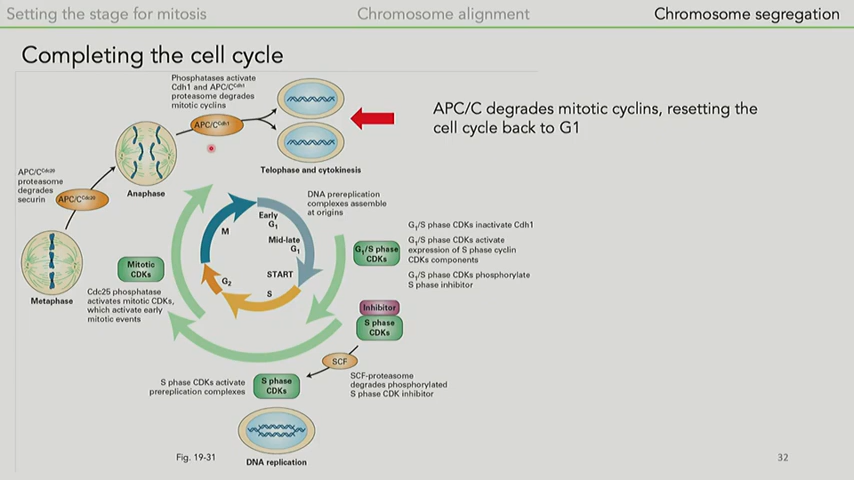 Setting the stage for mitosis
Chromosome alignment
Chromosome segregation
Completing the cell cycle
Phosphatases activate
Cdh1 and APC/C^Cdh1
proteasome degrades
mitotic cyclins
APC/C^Cdh1
Telophase and cytokinesis
APC/C degrades mitotic cyclins, resetting the
cell cycle back to G1
APC/C^Cdc20
proteasome
degrades
securin
APC/C^Cdc20
Anaphase
Metaphase
Mitotic
CDKs
Cdc25 phosphatase
activates mitotic CDKs,
which activate early
mitotic events
M
Early
G₁
Mid-late
G₁
START
S
G₂
DNA prereplication
complexes assemble
at origins
G₁/S phase
CDKs
G₁/S phase CDKs inactivate Cdh1
G₁/S phase CDKs activate
expression of S phase cyclin
CDKs components
G₁/S phase CDKs phosphorylate
S phase inhibitor
Inhibitor
S phase
CDKs
SCF
SCF-proteasome
degrades phosphorylated
S phase CDK inhibitor
S phase CDKs activate
prereplication complexes
S phase
CDKs
DNA replication
Fig. 19-31
32